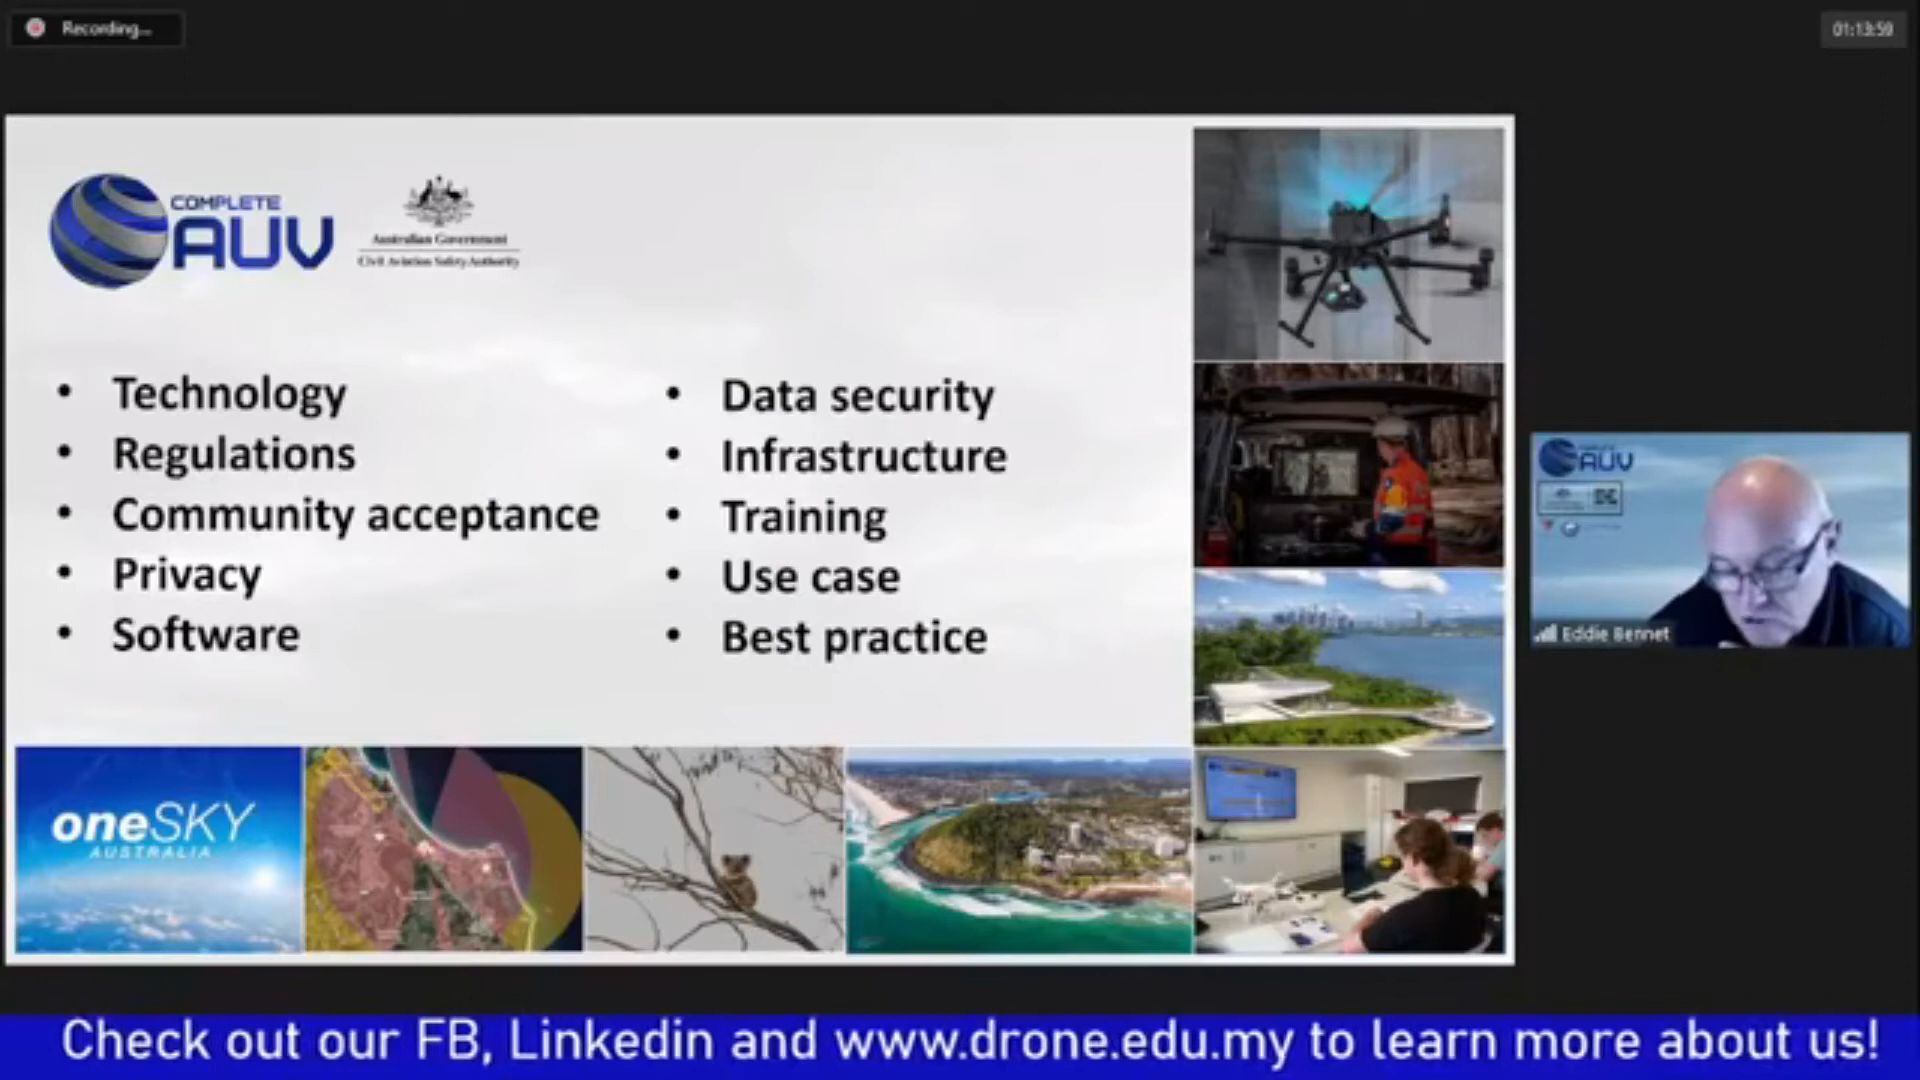 Recording...
01:13:59
COMPLETE
AUV
Australian Government
Civil Aviation Safety Authority
• Technology
• Regulations
• Community acceptance
• Privacy
• Software
• Data security
• Infrastructure
• Training
• Use case
• Best practice
oneSKY
AUSTRALIA
AUV
Eddie Bennet
Check out our FB, Linkedin and www.drone.edu.my to learn more about us!